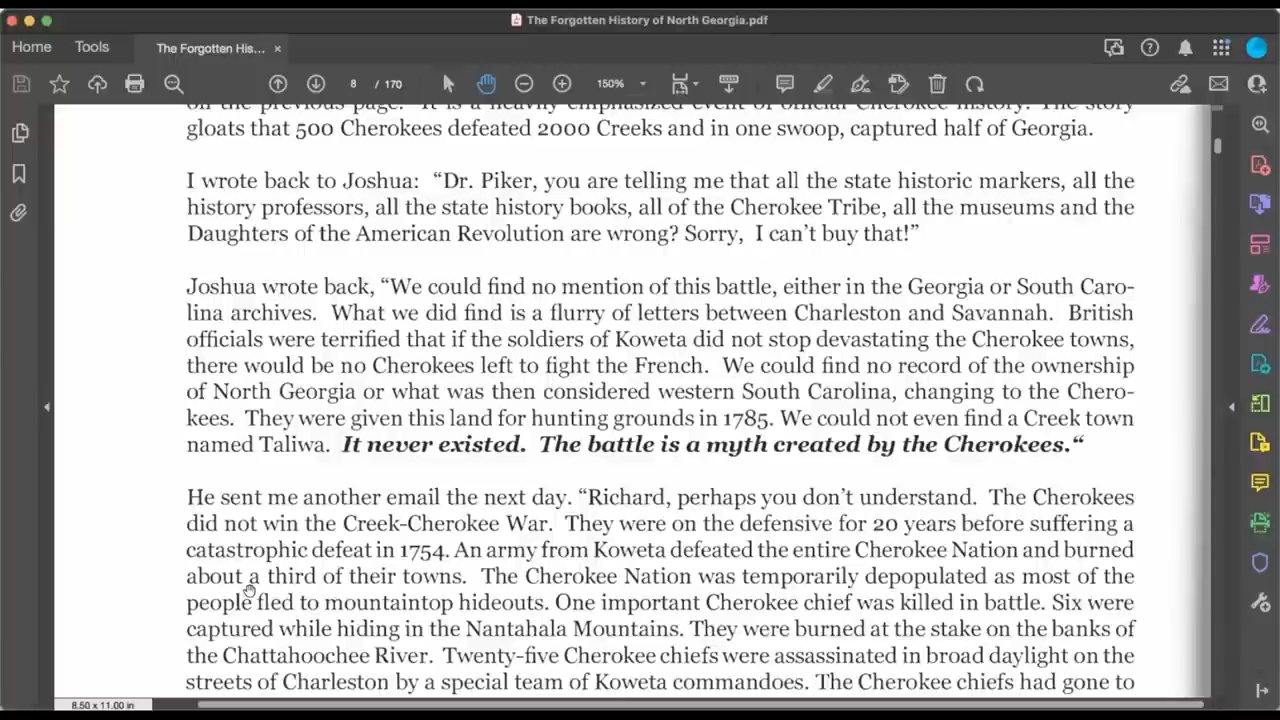 The Forgotten History of North Georgia.pdf
Home
Tools
The Forgotten His...
×
8 / 170
150%
on the previous page. It is a heavily emphasized event of official Cherokee history. The story
gloats that 500 Cherokees defeated 2000 Creeks and in one swoop, captured half of Georgia.
I wrote back to Joshua: “Dr. Piker, you are telling me that all the state historic markers, all the
history professors, all the state history books, all of the Cherokee Tribe, all the museums and the
Daughters of the American Revolution are wrong? Sorry, I can’t buy that!”
Joshua wrote back, “We could find no mention of this battle, either in the Georgia or South Caro-
lina archives. What we did find is a flurry of letters between Charleston and Savannah. British
officials were terrified that if the soldiers of Koweta did not stop devastating the Cherokee towns,
there would be no Cherokees left to fight the French. We could find no record of the ownership
of North Georgia or what was then considered western South Carolina, changing to the Chero-
kees. They were given this land for hunting grounds in 1785. We could not even find a Creek town
named Taliwa. It never existed. The battle is a myth created by the Cherokees.“
He sent me another email the next day. “Richard, perhaps you don’t understand. The Cherokees
did not win the Creek-Cherokee War. They were on the defensive for 20 years before suffering a
catastrophic defeat in 1754. An army from Koweta defeated the entire Cherokee Nation and burned
about a third of their towns. The Cherokee Nation was temporarily depopulated as most of the
people fled to mountaintop hideouts. One important Cherokee chief was killed in battle. Six were
captured while hiding in the Nantahala Mountains. They were burned at the stake on the banks of
the Chattahoochee River. Twenty-five Cherokee chiefs were assassinated in broad daylight on the
streets of Charleston by a special team of Koweta commandoes. The Cherokee chiefs had gone to
8.50 x 11.00 in